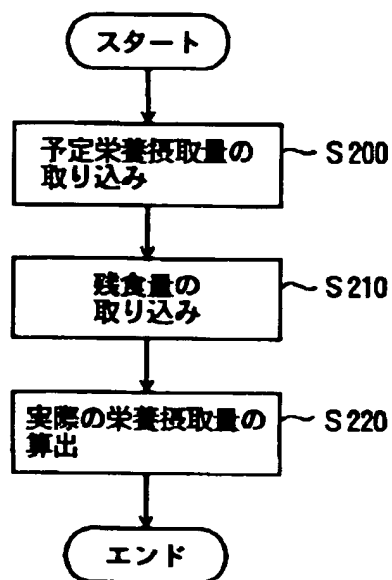 スタート
予定栄養摂取量の
取り込み
S200
残食量の
取り込み
S210
実際の栄養摂取量の
算出
S220
エンド